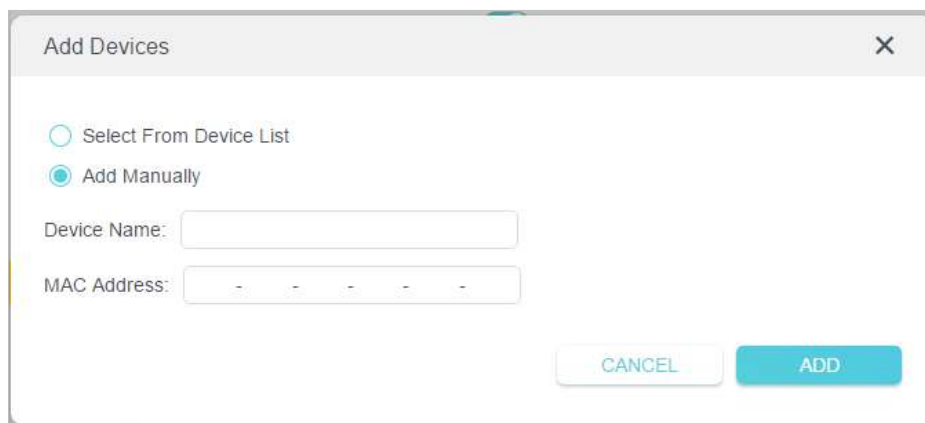 Add Devices
Select From Device List
Add Manually
Device Name:
MAC Address: - - - - -
CANCEL ADD